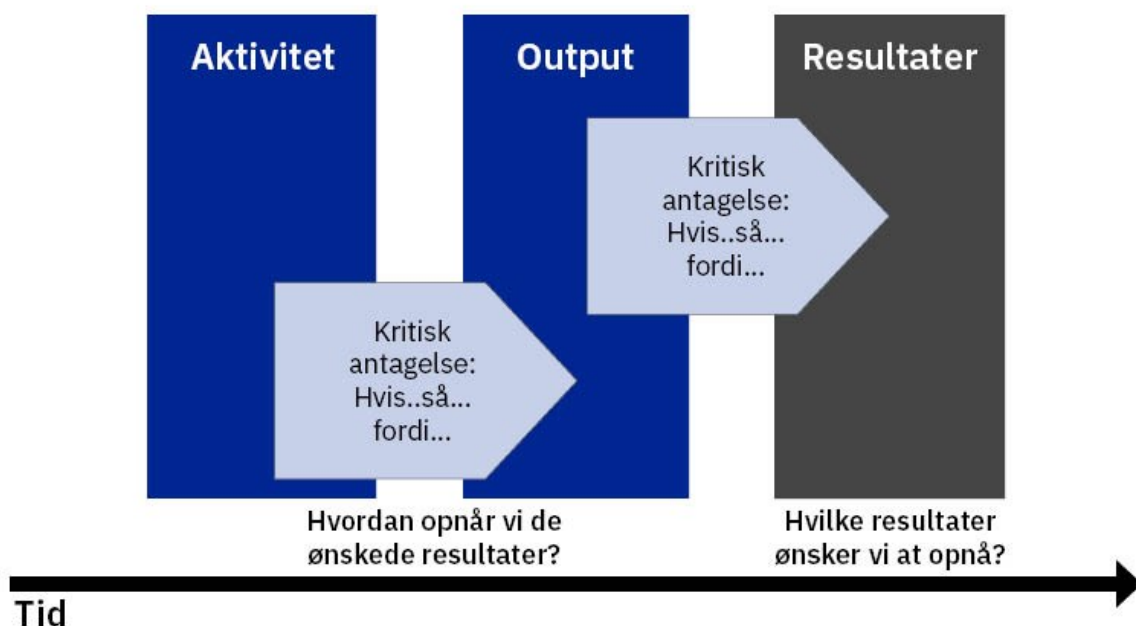 Aktivitet
Output
Resultater
Kritisk
antagelse:
Hvis..så...
fordi...
Kritisk
antagelse:
Hvis..så...
fordi...
Hvordan opnår vi de
ønskede resultater?
Hvilke resultater
ønsker vi at opnå?
Tid